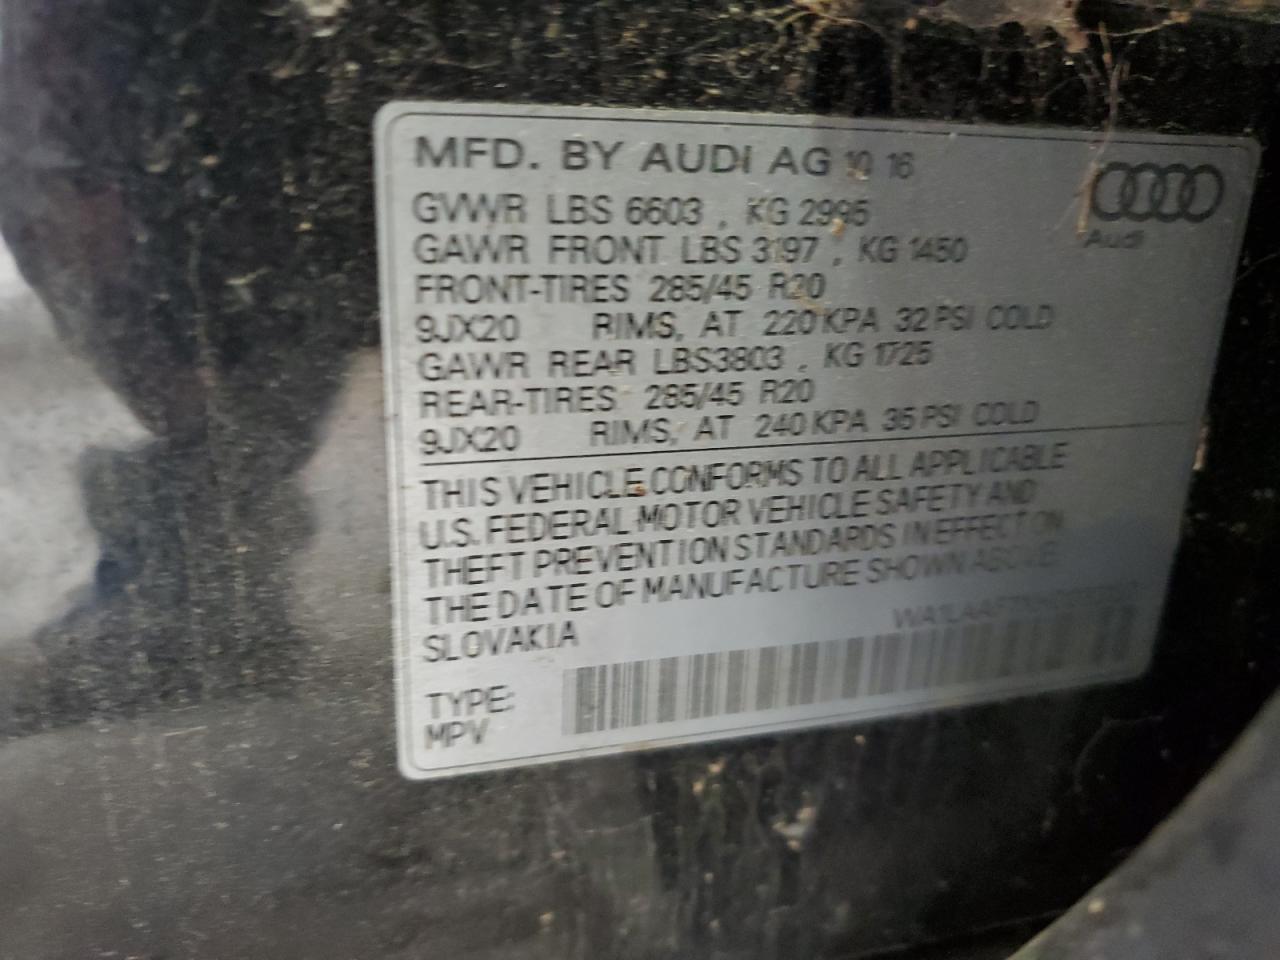 MFD. BY AUDI AG 10 16
GVWR LBS 6603 , KG 2995
GAWR FRONT LBS 3197 , KG 1450
FRONT-TIRES 285/45 R20
9JX20 RIMS, AT 220 KPA 32 PSI COLD
GAWR REAR LBS3803 , KG 1725
REAR-TIRES 285/45 R20
9JX20 RIMS, AT 240 KPA 35 PSI COLD
Audi
THIS VEHICLE CONFORMS TO ALL APPLICABLE
U.S. FEDERAL MOTOR VEHICLE SAFETY AND
THEFT PREVENTION STANDARDS IN EFFECT ON
THE DATE OF MANUFACTURE SHOWN ABOVE
SLOVAKIA
TYPE:
MPV